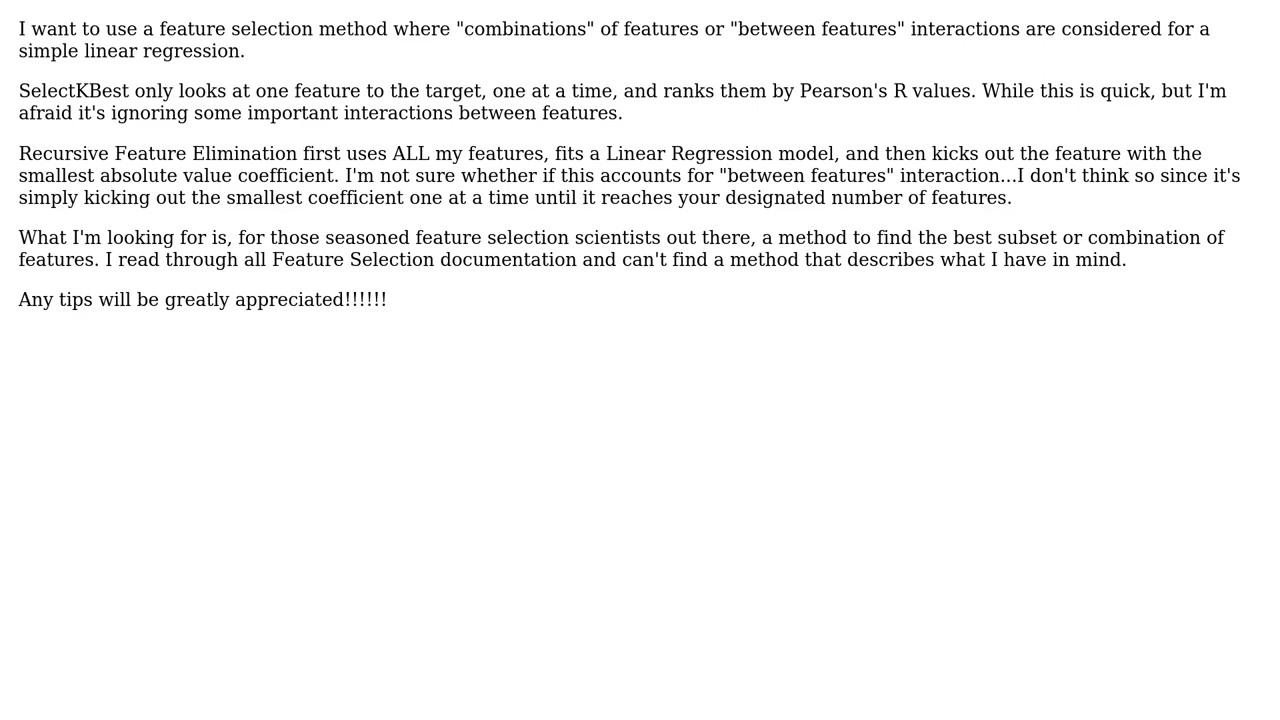 I want to use a feature selection method where "combinations" of features or "between features" interactions are considered for a
simple linear regression.
SelectKBest only looks at one feature to the target, one at a time, and ranks them by Pearson's R values. While this is quick, but I'm
afraid it's ignoring some important interactions between features.
Recursive Feature Elimination first uses ALL my features, fits a Linear Regression model, and then kicks out the feature with the
smallest absolute value coefficient. I'm not sure whether if this accounts for "between features" interaction...I don't think so since it's
simply kicking out the smallest coefficient one at a time until it reaches your designated number of features.
What I'm looking for is, for those seasoned feature selection scientists out there, a method to find the best subset or combination of
features. I read through all Feature Selection documentation and can't find a method that describes what I have in mind.
Any tips will be greatly appreciated!!!!!!